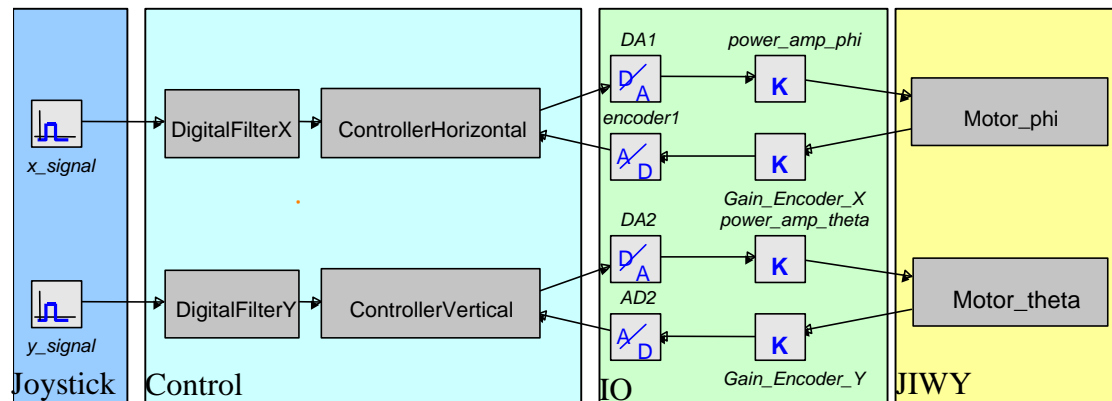 DA1
power_amp_phi
D/A
K
x_signal
DigitalFilterX
ControllerHorizontal
encoder1
Motor_phi
A/D
K
Gain_Encoder_X
DA2
power_amp_theta
D/A
K
y_signal
DigitalFilterY
ControllerVertical
AD2
Motor_theta
A/D
K
Gain_Encoder_Y
Joystick
Control
IO
JIWY